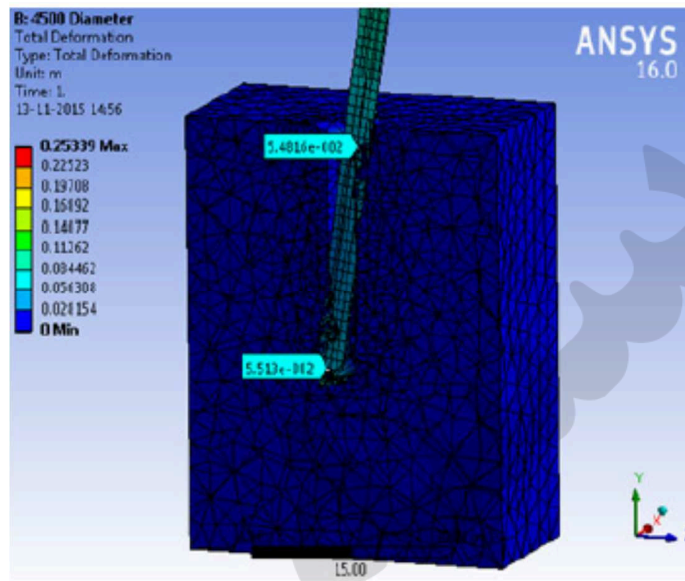 B: 4500 Diameter
Total Deformation
Type: Total Deformation
Unit: m
Time: 1.
13-11-2015 14:56
0.25339 Max
0.22523
0.19708
0.16892
0.14077
0.11262
0.084462
0.056308
0.028154
0 Min
ANSYS
16.0
5.4816e-002
5.513e-002
15.00
Y
X